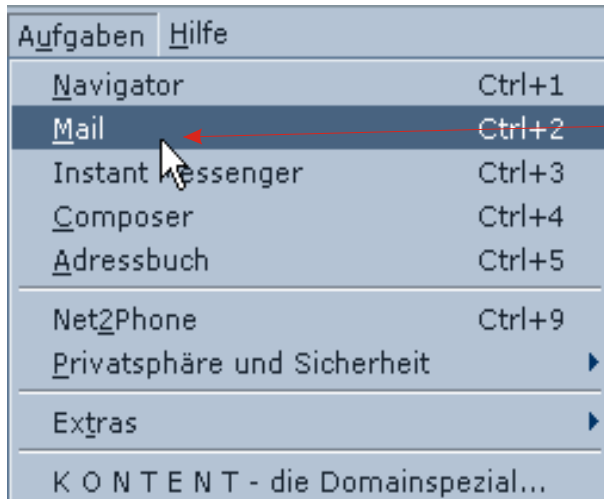 Aufgaben Hilfe
Navigator Ctrl+1
Mail Ctrl+2
Instant Messenger Ctrl+3
Composer Ctrl+4
Adressbuch Ctrl+5
Net2Phone Ctrl+9
Privatsphäre und Sicherheit
Extras
K O N T E N T - die Domainspezial...